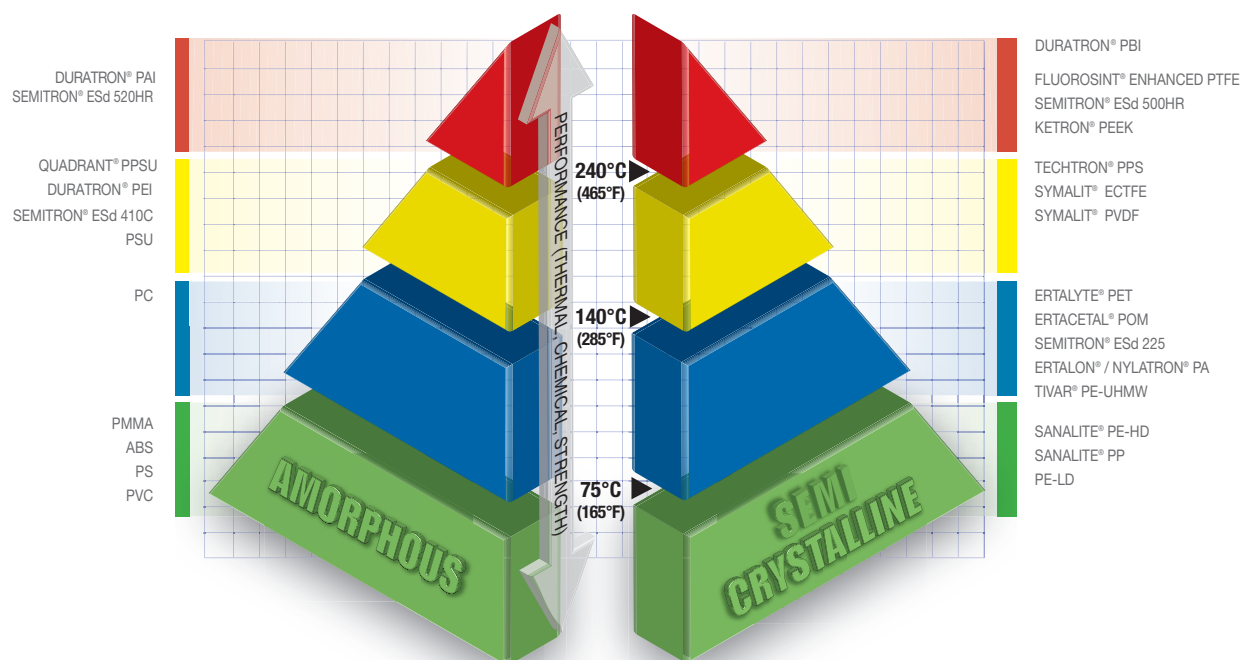 DURATRON® PAI
SEMITRON® ESd 520HR
QUADRANT® PPSU
DURATRON® PEI
SEMITRON® ESd 410C
PSU
PC
PMMA
ABS
PS
PVC
AMORPHOUS
PERFORMANCE (THERMAL, CHEMICAL, STRENGTH)
240°C
(465°F)
140°C
(285°F)
75°C
(165°F)
SEMI
CRYSTALLINE
DURATRON® PBI
FLUOROSINT® ENHANCED PTFE
SEMITRON® ESd 500HR
KETRON® PEEK
TECHTRON® PPS
SYMALIT® ECTFE
SYMALIT® PVDF
ERTALYTE® PET
ERTACETAL® POM
SEMITRON® ESd 225
ERTALON® / NYLATRON® PA
TIVAR® PE-UHMW
SANALITE® PE-HD
SANALITE® PP
PE-LD